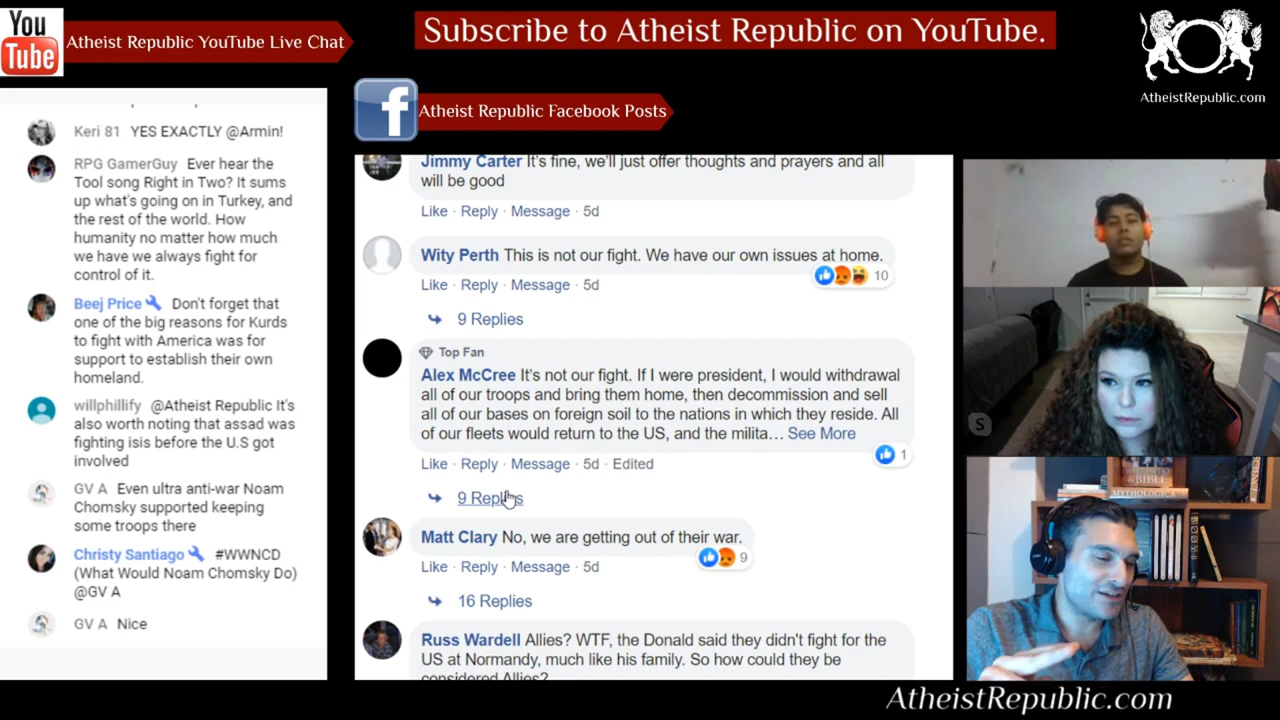 You
Tube
Atheist Republic YouTube Live Chat
Subscribe to Atheist Republic on YouTube.
AtheistRepublic.com
Atheist Republic Facebook Posts
Keri 81 YES EXACTLY @Armin!
RPG GamerGuy Ever hear the
Tool song Right in Two? It sums
up what's going on in Turkey, and
the rest of the world. How
humanity no matter how much
we have we always fight for
control of it.
Beej Price Don't forget that
one of the big reasons for Kurds
to fight with America was for
support to establish their own
homeland.
willphillify @Atheist Republic It's
also worth noting that assad was
fighting isis before the U.S got
involved
GV A Even ultra anti-war Noam
Chomsky supported keeping
some troops there
Christy Santiago #WWNCD
(What Would Noam Chomsky Do)
@GV A
GV A Nice
Jimmy Carter It's fine, we'll just offer thoughts and prayers and all
will be good
Like · Reply · Message · 5d
Wity Perth This is not our fight. We have our own issues at home.
10
Like · Reply · Message · 5d
9 Replies
Top Fan
Alex McCree It's not our fight. If I were president, I would withdrawal
all of our troops and bring them home, then decommission and sell
all of our bases on foreign soil to the nations in which they reside. All
of our fleets would return to the US, and the milita... See More
1
Like · Reply · Message · 5d · Edited
9 Replies
Matt Clary No, we are getting out of their war.
9
Like · Reply · Message · 5d
16 Replies
Russ Wardell Allies? WTF, the Donald said they didn't fight for the
US at Normandy, much like his family. So how could they be
considered Allies?
S
BIBLE
MYTHOLOGICA
AtheistRepublic.com